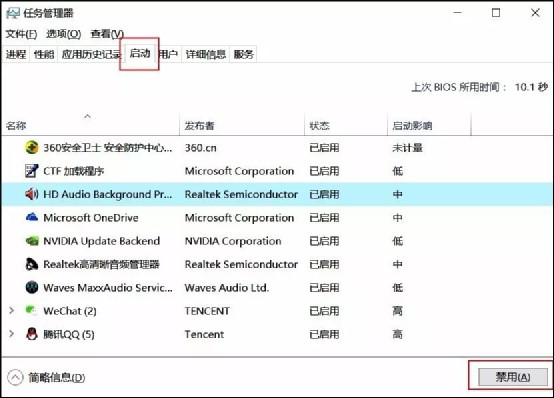 任务管理器
文件(F) 选项(O) 查看(V)
进程 性能 应用历史记录 启动 用户 详细信息 服务
上次 BIOS 所用时间： 10.1 秒
名称 发布者 状态 启动影响
360安全卫士 安全防护中心... 360.cn 已启用 未计量
CTF 加载程序 Microsoft Corporation 已启用 低
HD Audio Background Pr... Realtek Semiconductor 已启用 中
Microsoft OneDrive Microsoft Corporation 已启用 中
NVIDIA Update Backend NVIDIA Corporation 已启用 低
Realtek高清晰音频管理器 Realtek Semiconductor 已启用 中
Waves MaxxAudio Servic... Waves Audio Ltd. 已启用 低
WeChat (2) TENCENT 已启用 高
腾讯QQ (5) Tencent 已启用 高
简略信息(D) 禁用(A)